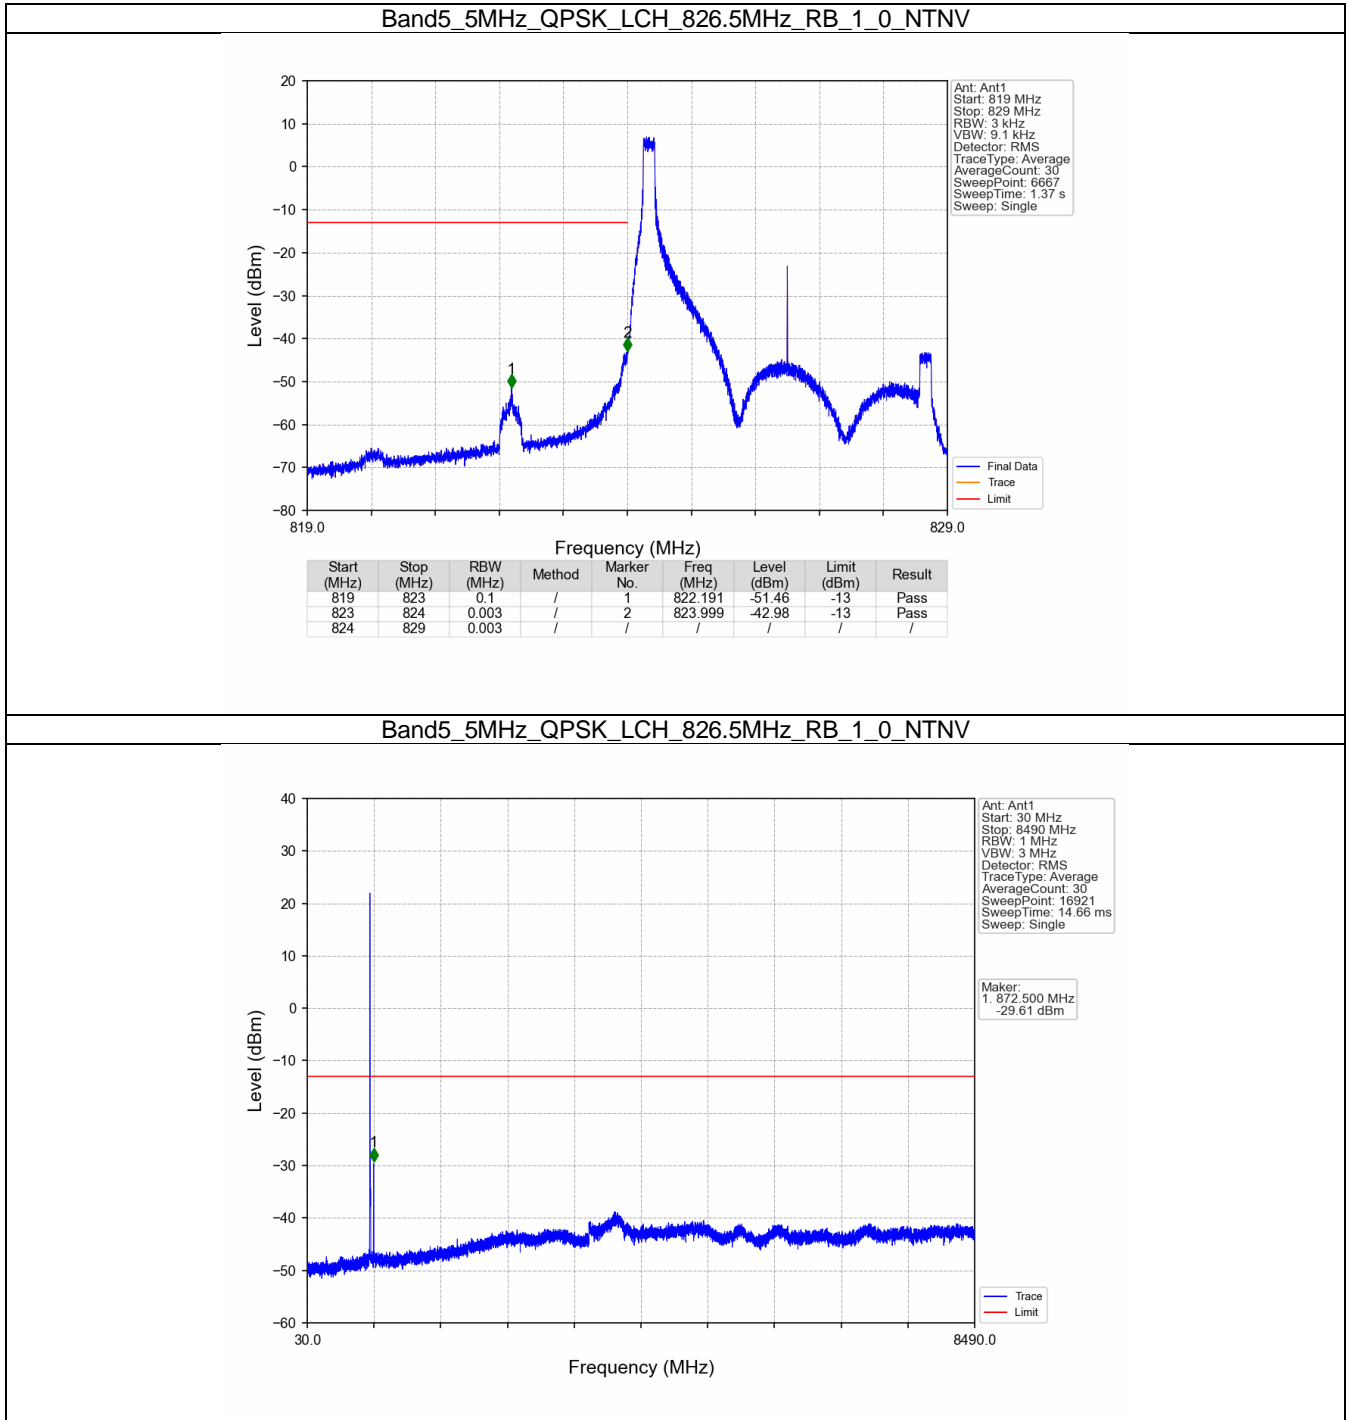 Band5_5MHz_QPSK_LCH_826.5MHz_RB_1_0_NTNV
20
10
0
−10
−20
−30
−40
−50
−60
−70
−80
Level (dBm)
1
2
819.0
829.0
Frequency (MHz)
Ant: Ant1
Start: 819 MHz
Stop: 829 MHz
RBW: 3 kHz
VBW: 9.1 kHz
Detector: RMS
TraceType: Average
AverageCount: 30
SweepPoint: 6667
SweepTime: 1.37 s
Sweep: Single
Final Data
Trace
Limit
Start (MHz) Stop (MHz) RBW (MHz) Method Marker No. Freq (MHz) Level (dBm) Limit (dBm) Result
819 823 0.1 / 1 822.191 -51.46 -13 Pass
823 824 0.003 / 2 823.999 -42.98 -13 Pass
824 829 0.003 / / / / / /
Band5_5MHz_QPSK_LCH_826.5MHz_RB_1_0_NTNV
40
30
20
10
0
−10
−20
−30
−40
−50
−60
Level (dBm)
1
30.0
8490.0
Frequency (MHz)
Ant: Ant1
Start: 30 MHz
Stop: 8490 MHz
RBW: 1 MHz
VBW: 3 MHz
Detector: RMS
TraceType: Average
AverageCount: 30
SweepPoint: 16921
SweepTime: 14.66 ms
Sweep: Single
Maker:
1. 872.500 MHz
-29.61 dBm
Trace
Limit